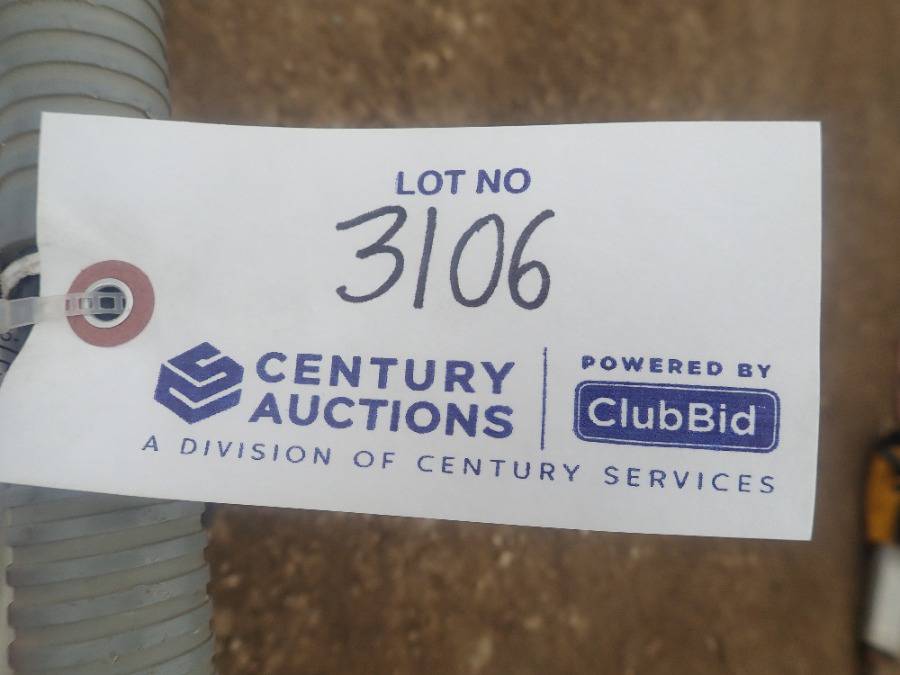 LOT NO
3106
CENTURY
AUCTIONS
A DIVISION OF CENTURY SERVICES
POWERED BY
ClubBid